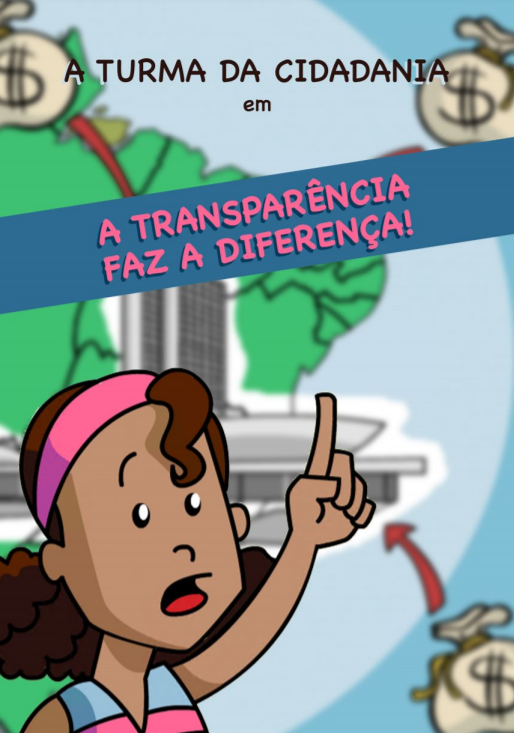 A TURMA DA CIDADANIA
em
A TRANSPARÊNCIA
FAZ A DIFERENÇA!
$
$
$